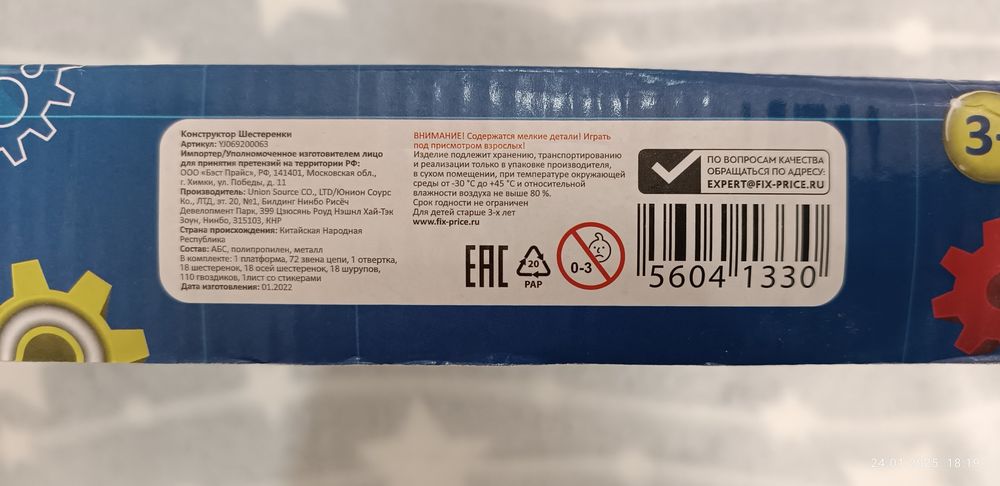 Конструктор Шестеренки
Артикул: YJ069200063
Импортер/Уполномоченное изготовителем лицо
для принятия претензий на территории РФ:
ООО «Бэст Прайс», РФ, 141401, Московская обл.,
г. Химки, ул. Победы, д. 11
Производитель: Union Source CO., LTD/Юнион Соурс
Ко., ЛТД, эт. 20, №1, Билдинг Нинбо Рисёч
Девелопмент Парк, 399 Цзюсянь Роуд Нэшнл Хай-Тэк
Зоун, Нинбо, 315103, КНР
Страна происхождения: Китайская Народная
Республика
Состав: АБС, полипропилен, металл
В комплекте: 1 платформа, 72 звена цепи, 1 отвертка,
18 шестеренок, 18 осей шестеренок, 18 шурупов,
110 гвоздиков, 1лист со стикерами
Дата изготовления: 01.2022
ВНИМАНИЕ! Содержатся мелкие детали! Играть
под присмотром взрослых!
Изделие подлежит хранению, транспортированию
и реализации только в упаковке производителя,
в сухом помещении, при температуре окружающей
среды от -30 °C до +45 °C и относительной
влажности воздуха не выше 80 %.
Срок годности не ограничен
Для детей старше 3-х лет
www.fix-price.ru
EAC
20
PAP
0-3
ПО ВОПРОСАМ КАЧЕСТВА
ОБРАЩАТЬСЯ ПО АДРЕСУ:
EXPERT@FIX-PRICE.RU
5604 1330
3-
24.01.2025 18:19